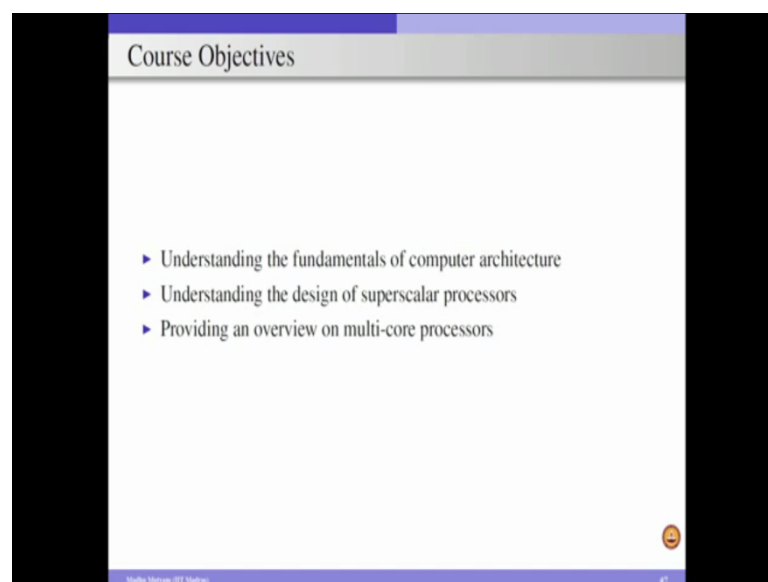 Course Objectives
Understanding the fundamentals of computer architecture
Understanding the design of superscalar processors
Providing an overview on multi-core processors